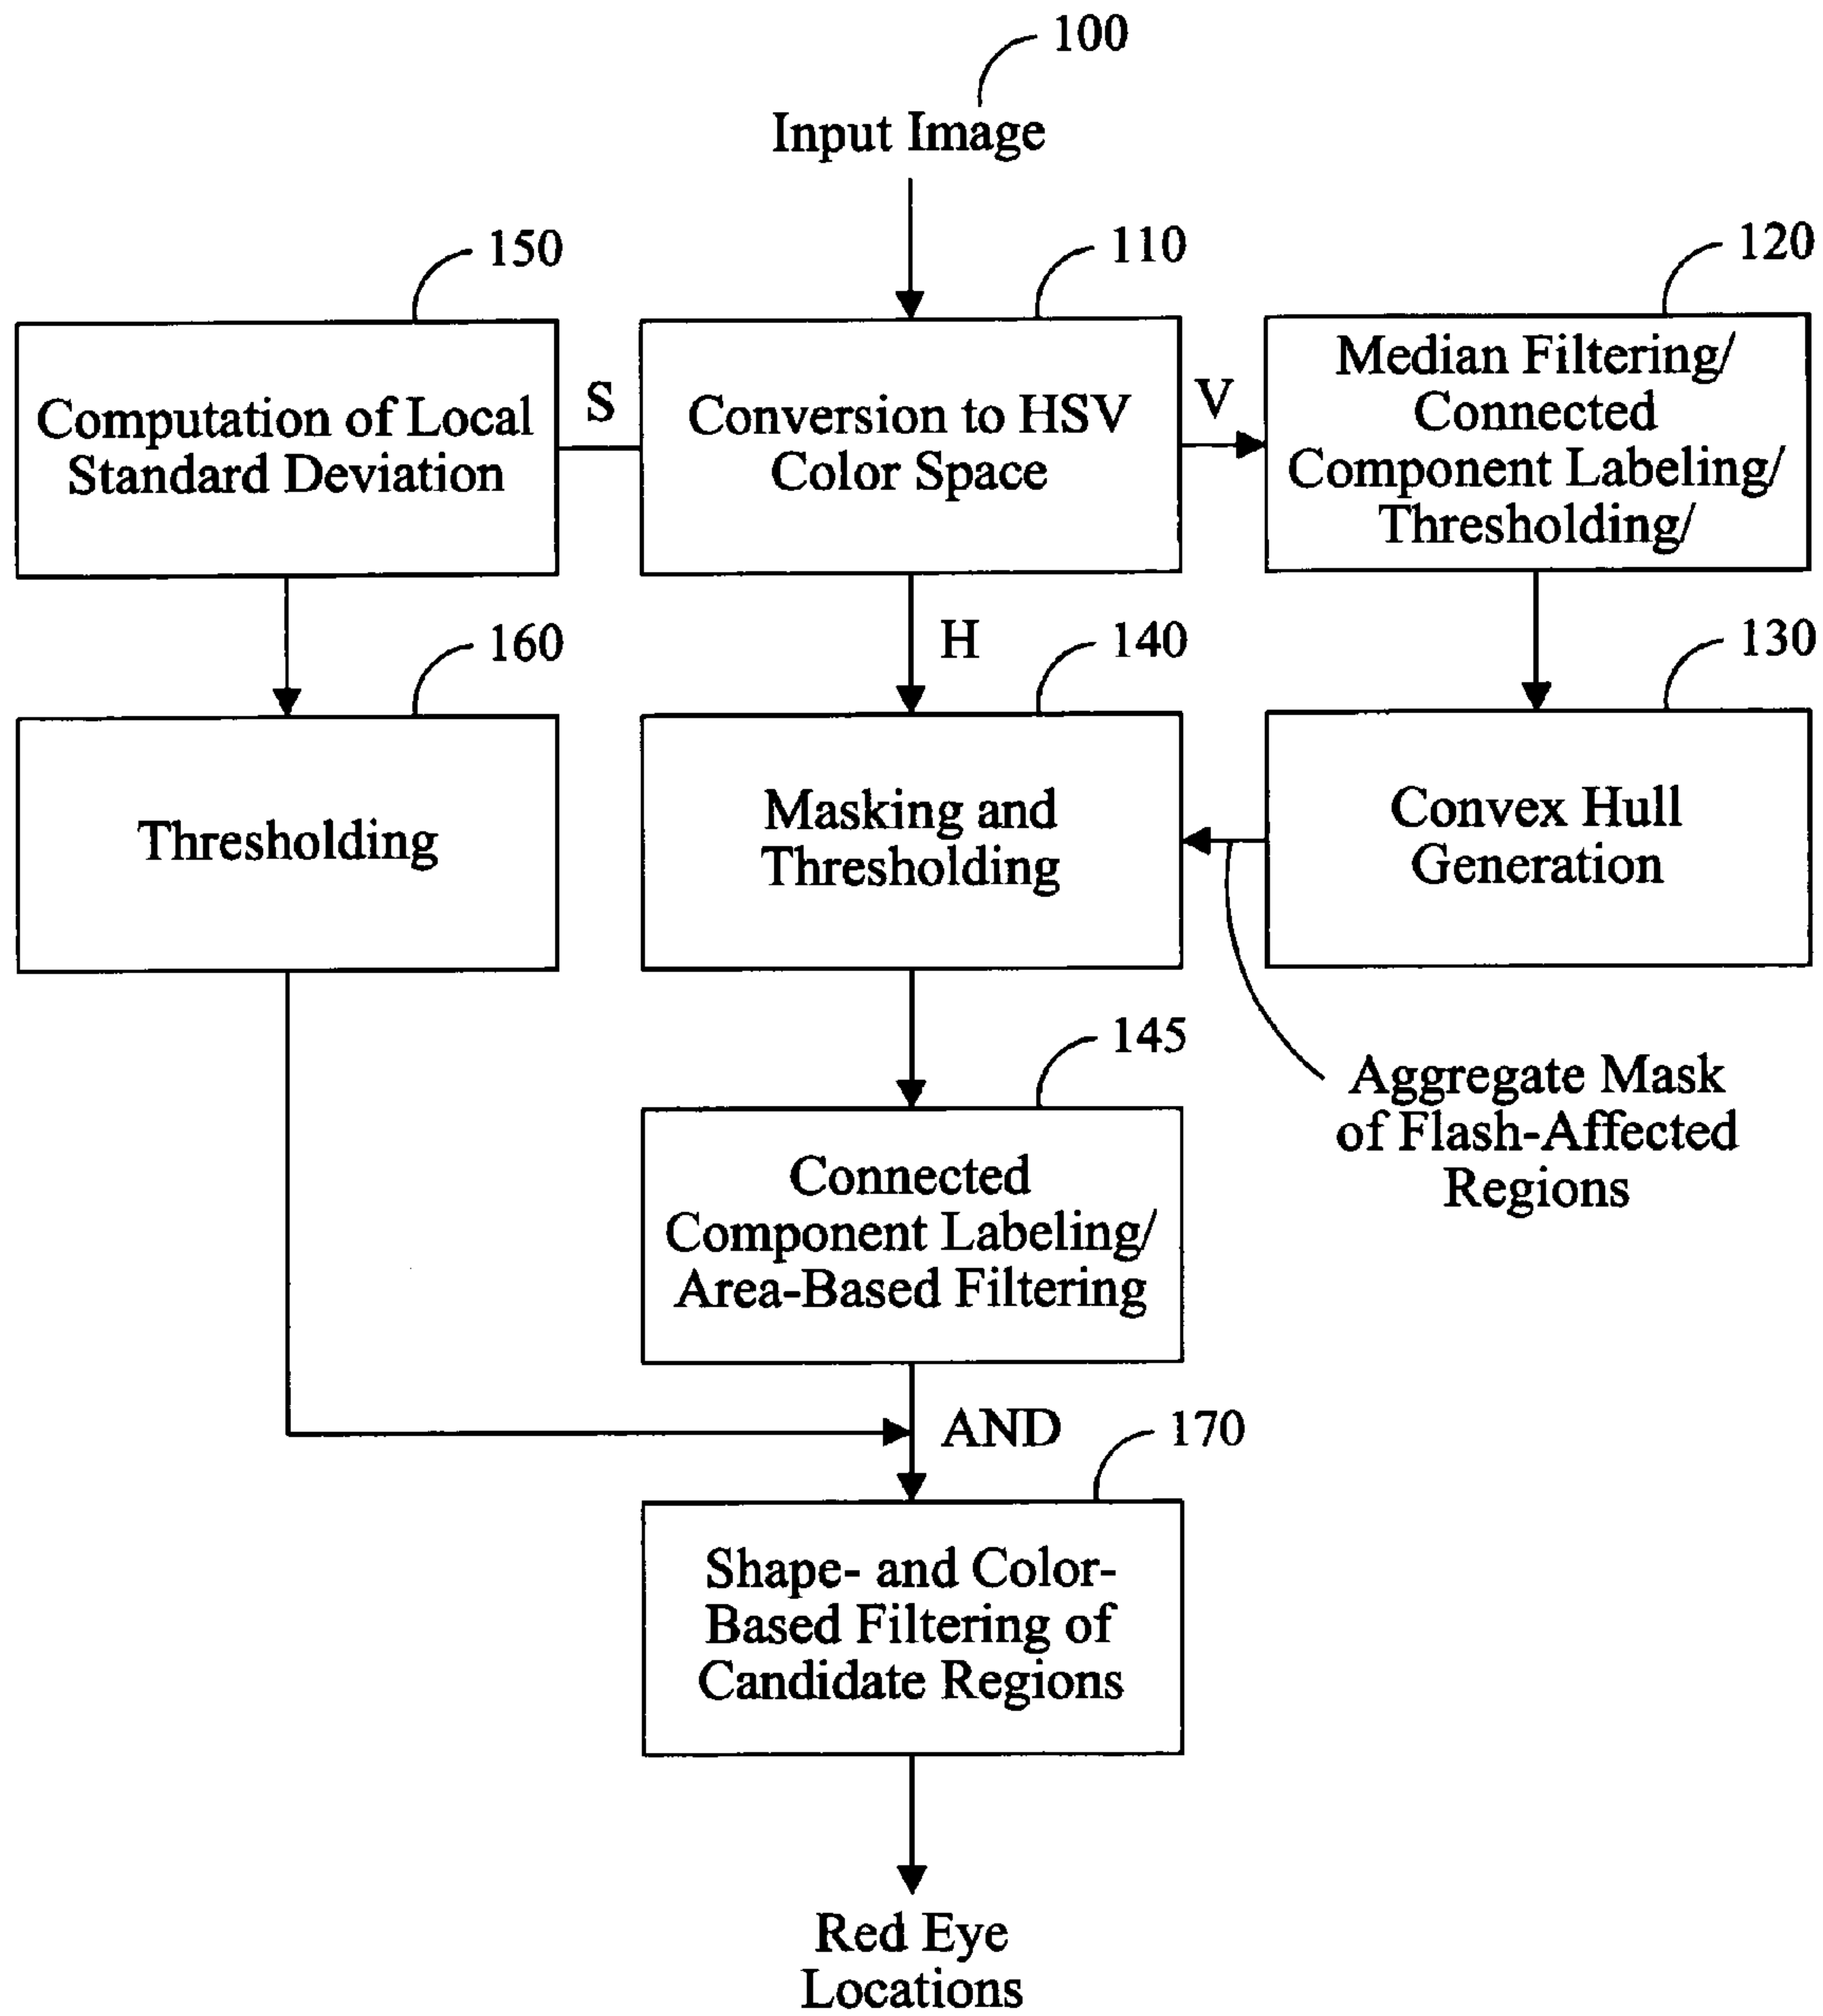 100
Input Image
150
110
120
Computation of Local
Standard Deviation
S
Conversion to HSV
Color Space
V
Median Filtering/
Connected
Component Labeling/
Thresholding/
160
H
140
130
Thresholding
Masking and
Thresholding
Convex Hull
Generation
145
Aggregate Mask
of Flash-Affected
Regions
Connected
Component Labeling/
Area-Based Filtering
AND
170
Shape- and Color-
Based Filtering of
Candidate Regions
Red Eye
Locations